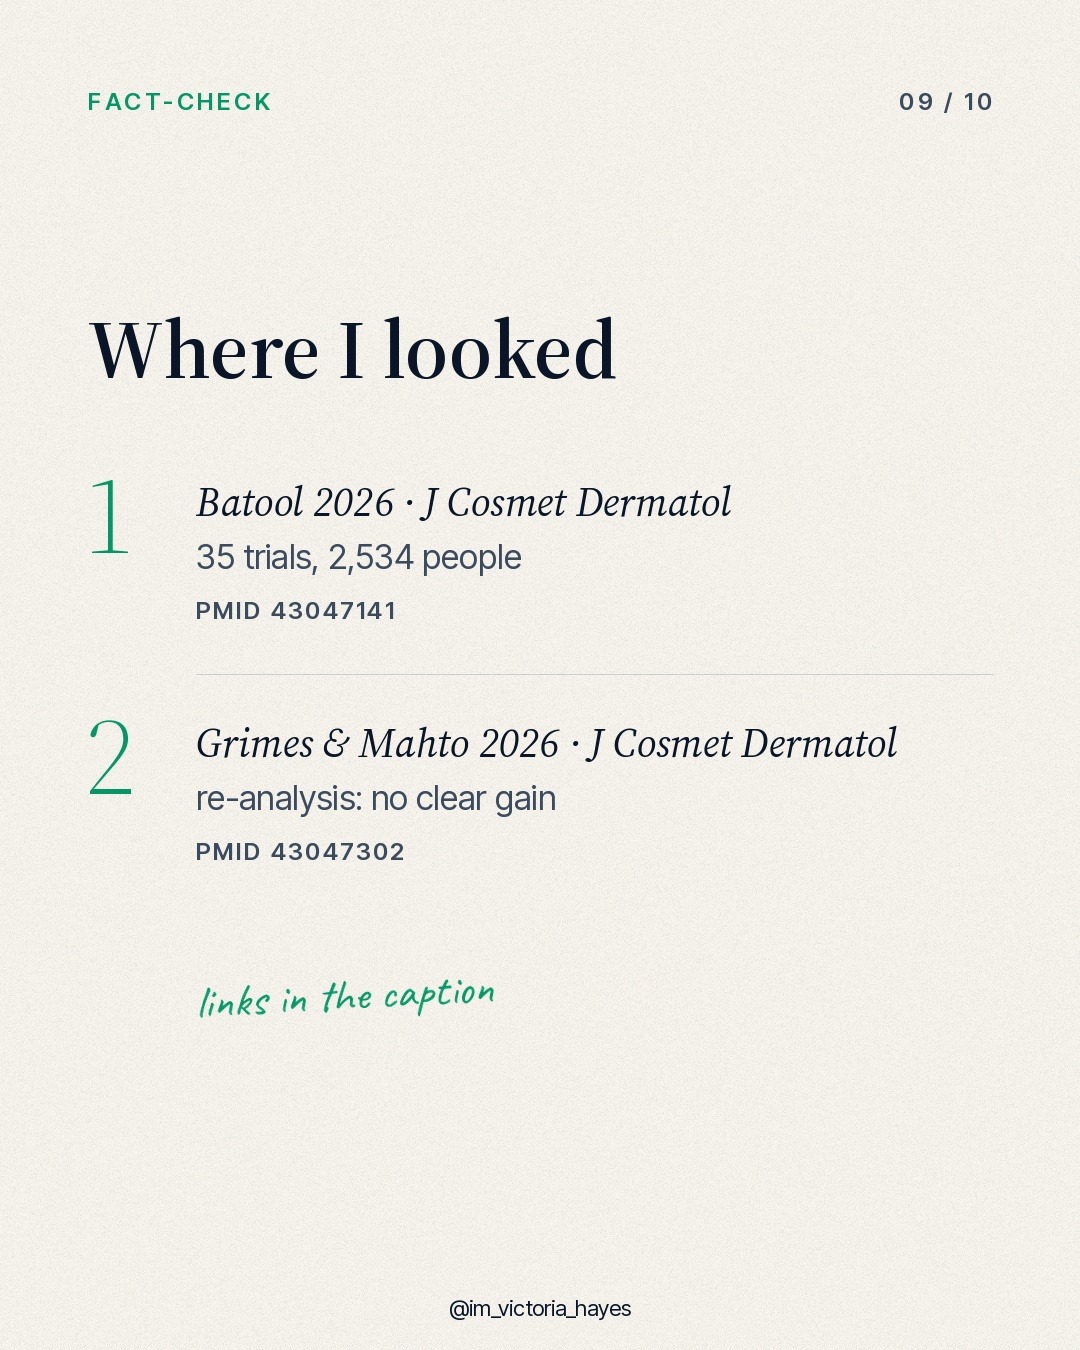 FACT-CHECK
09 / 10
Where I looked
1
Batool 2026 · J Cosmet Dermatol
35 trials, 2,534 people
PMID 43047141
2
Grimes & Mahto 2026 · J Cosmet Dermatol
re-analysis: no clear gain
PMID 43047302
links in the caption
@im_victoria_hayes